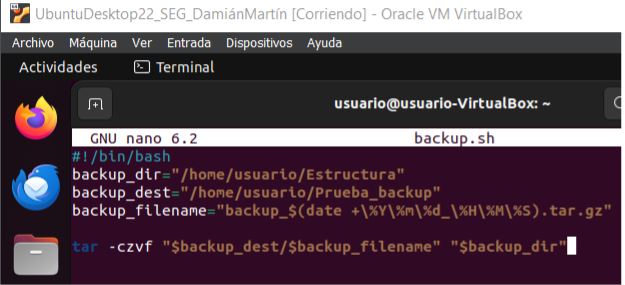 UbuntuDesktop22_SEG_DamiánMartín [Corriendo] - Oracle VM VirtualBox
Archivo Máquina Ver Entrada Dispositivos Ayuda
Actividades Terminal
usuario@usuario-VirtualBox: ~
GNU nano 6.2 backup.sh
#!/bin/bash
backup_dir="/home/usuario/Estructura"
backup_dest="/home/usuario/Prueba_backup"
backup_filename="backup_$(date +\%Y\%m\%d_\%H\%M\%S).tar.gz"
tar -czvf "$backup_dest/$backup_filename" "$backup_dir"